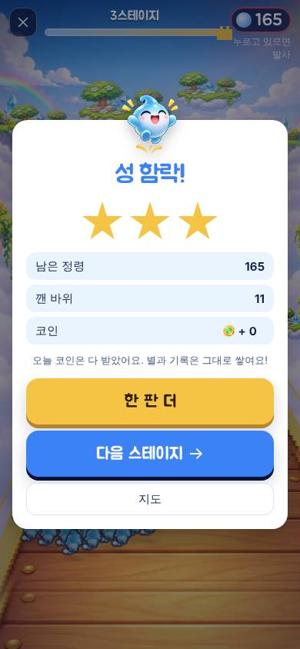 3스테이지
165
누르고 있으면
발사
성 함락!
남은 정령
165
깬 바위
11
코인
+ 0
오늘 코인은 다 받았어요. 별과 기록은 그대로 쌓여요!
한 판 더
다음 스테이지 →
지도